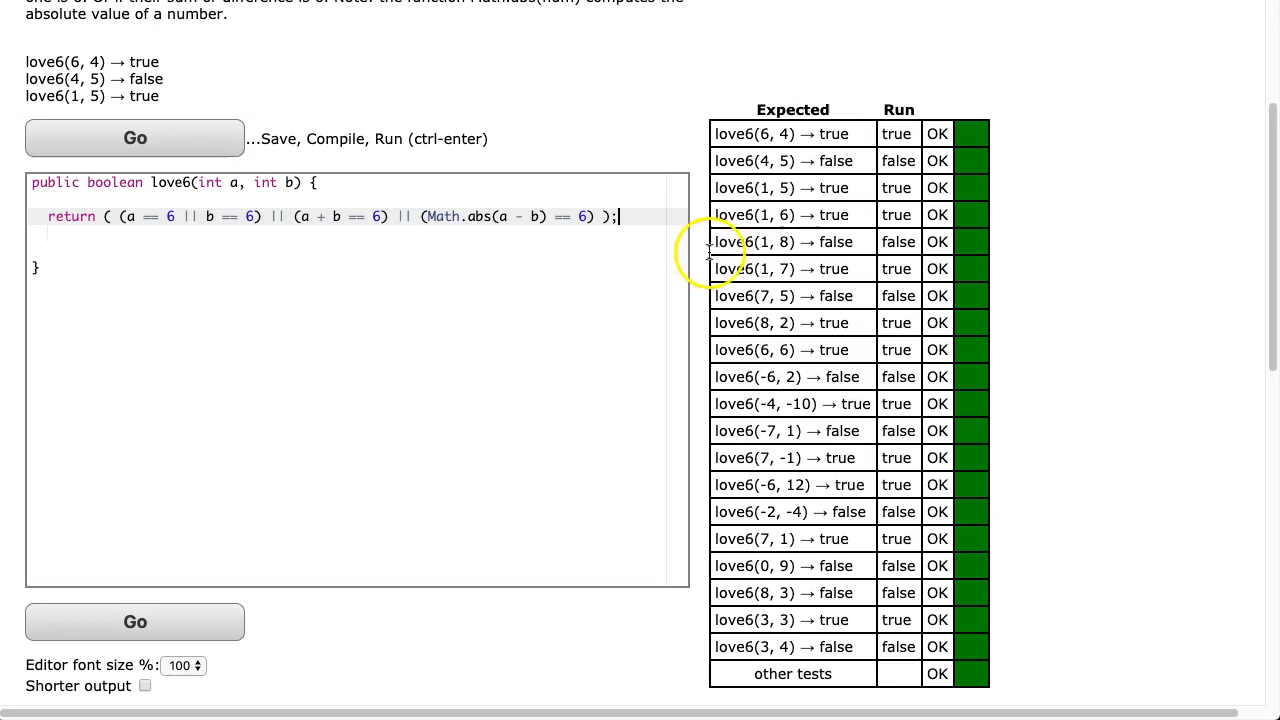 absolute value of a number.
love6(6, 4) → true
love6(4, 5) → false
love6(1, 5) → true
Go ...Save, Compile, Run (ctrl-enter)
public boolean love6(int a, int b) {
return ( (a == 6 || b == 6) || (a + b == 6) || (Math.abs(a - b) == 6) );
}
Go
Editor font size %: 100
Shorter output
Expected Run
love6(6, 4) → true true OK
love6(4, 5) → false false OK
love6(1, 5) → true true OK
love6(1, 6) → true true OK
love6(1, 8) → false false OK
love6(1, 7) → true true OK
love6(7, 5) → false false OK
love6(8, 2) → true true OK
love6(6, 6) → true true OK
love6(-6, 2) → false false OK
love6(-4, -10) → true true OK
love6(-7, 1) → false false OK
love6(7, -1) → true true OK
love6(-6, 12) → true true OK
love6(-2, -4) → false false OK
love6(7, 1) → true true OK
love6(0, 9) → false false OK
love6(8, 3) → false false OK
love6(3, 3) → true true OK
love6(3, 4) → false false OK
other tests OK